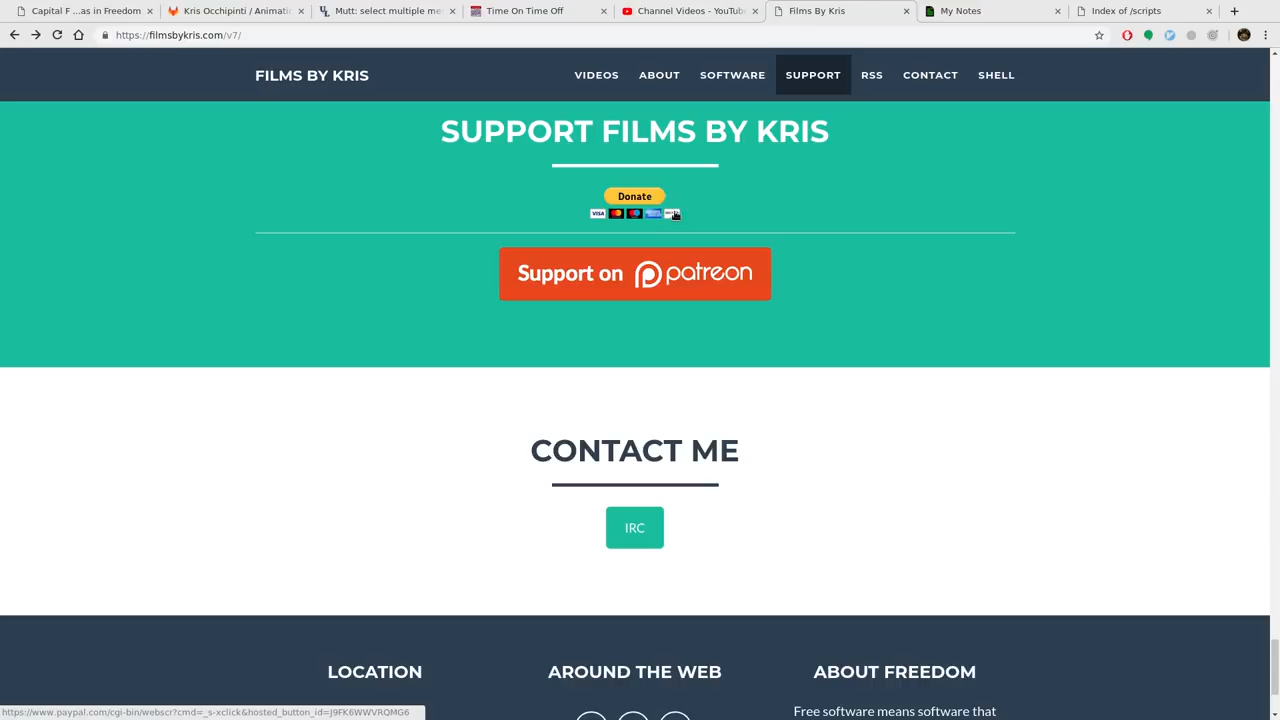 Capital F ...as in Freedom
Kris Occhipinti / Animatio
Mutt: select multiple me
Time On Time Off
Channel Videos - YouTube
Films By Kris
My Notes
Index of /scripts
https://filmsbykris.com/v7/
FILMS BY KRIS
VIDEOS ABOUT SOFTWARE SUPPORT RSS CONTACT SHELL
SUPPORT FILMS BY KRIS
Donate
VISA
Support on patreon
CONTACT ME
IRC
LOCATION
AROUND THE WEB
ABOUT FREEDOM
Free software means software that
https://www.paypal.com/cgi-bin/webscr?cmd=_s-xclick&hosted_button_id=J9FK6WWVRQMG6